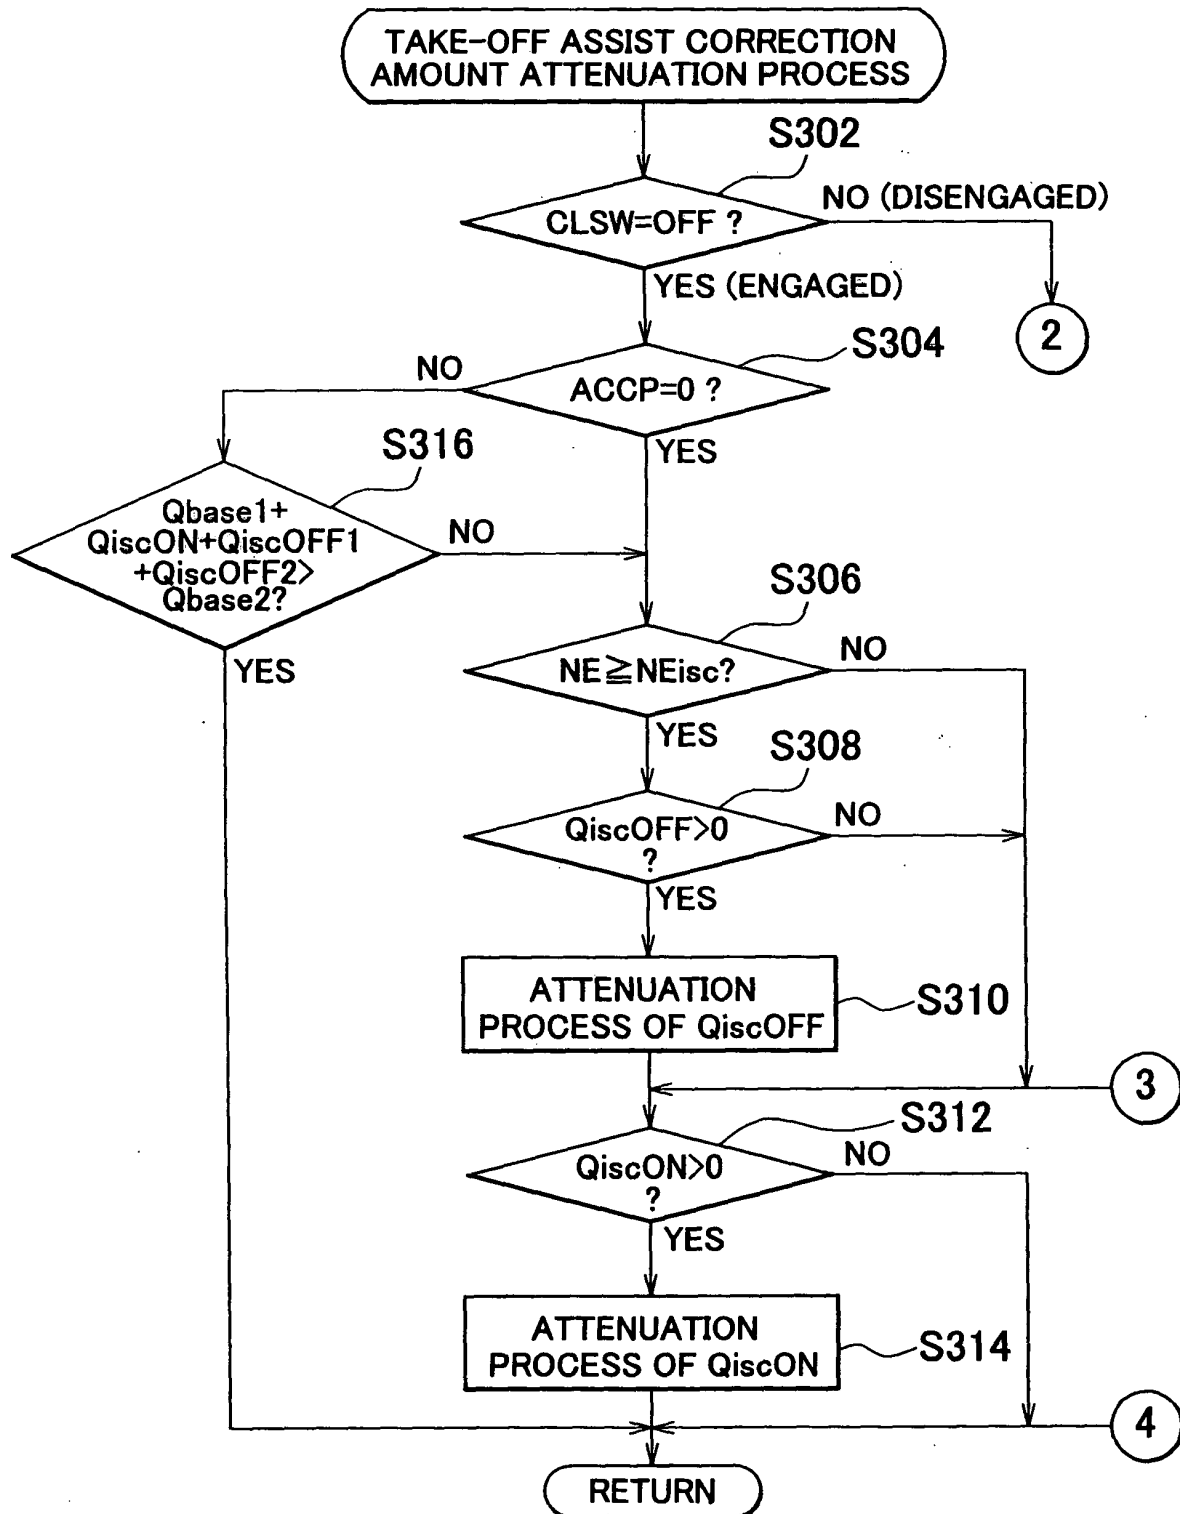 TAKE-OFF ASSIST CORRECTION
AMOUNT ATTENUATION PROCESS
S302
CLSW=OFF ?
NO (DISENGAGED)
YES (ENGAGED)
2
S304
ACCP=0 ?
NO
YES
S316
Qbase1+
QiscON+QiscOFF1
+QiscOFF2>
Qbase2?
NO
YES
S306
NE≧NEisc?
NO
YES
S308
QiscOFF>0
?
NO
YES
ATTENUATION
PROCESS OF QiscOFF
S310
3
S312
QiscON>0
?
NO
YES
ATTENUATION
PROCESS OF QiscON
S314
4
RETURN